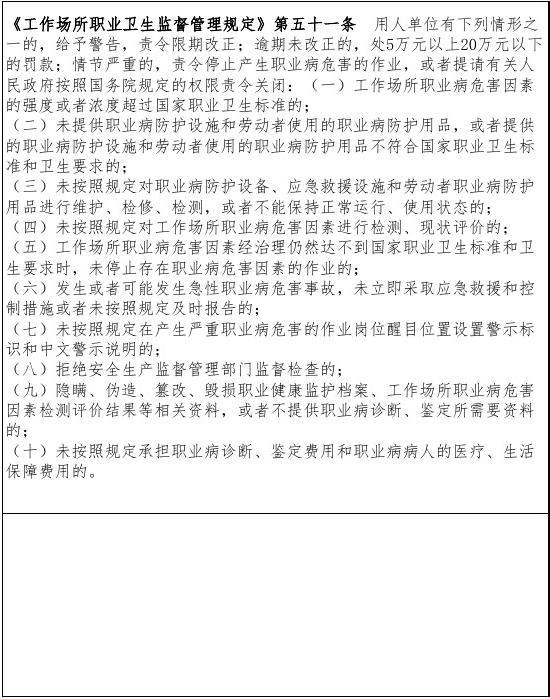 《工作场所职业卫生监督管理规定》第五十一条　用人单位有下列情形之
一的，给予警告，责令限期改正；逾期未改正的，处5万元以上20万元以下
的罚款；情节严重的，责令停止产生职业病危害的作业，或者提请有关人
民政府按照国务院规定的权限责令关闭：（一）工作场所职业病危害因素
的强度或者浓度超过国家职业卫生标准的；
（二）未提供职业病防护设施和劳动者使用的职业病防护用品，或者提供
的职业病防护设施和劳动者使用的职业病防护用品不符合国家职业卫生标
准和卫生要求的；
（三）未按照规定对职业病防护设备、应急救援设施和劳动者职业病防护
用品进行维护、检修、检测，或者不能保持正常运行、使用状态的；
（四）未按照规定对工作场所职业病危害因素进行检测、现状评价的；
（五）工作场所职业病危害因素经治理仍然达不到国家职业卫生标准和卫
生要求时，未停止存在职业病危害因素的作业的；
（六）发生或者可能发生急性职业病危害事故，未立即采取应急救援和控
制措施或者未按照规定及时报告的；
（七）未按照规定在产生严重职业病危害的作业岗位醒目位置设置警示标
识和中文警示说明的；
（八）拒绝安全生产监督管理部门监督检查的；
（九）隐瞒、伪造、篡改、毁损职业健康监护档案、工作场所职业病危害
因素检测评价结果等相关资料，或者不提供职业病诊断、鉴定所需要资料
的；
（十）未按照规定承担职业病诊断、鉴定费用和职业病病人的医疗、生活
保障费用的。